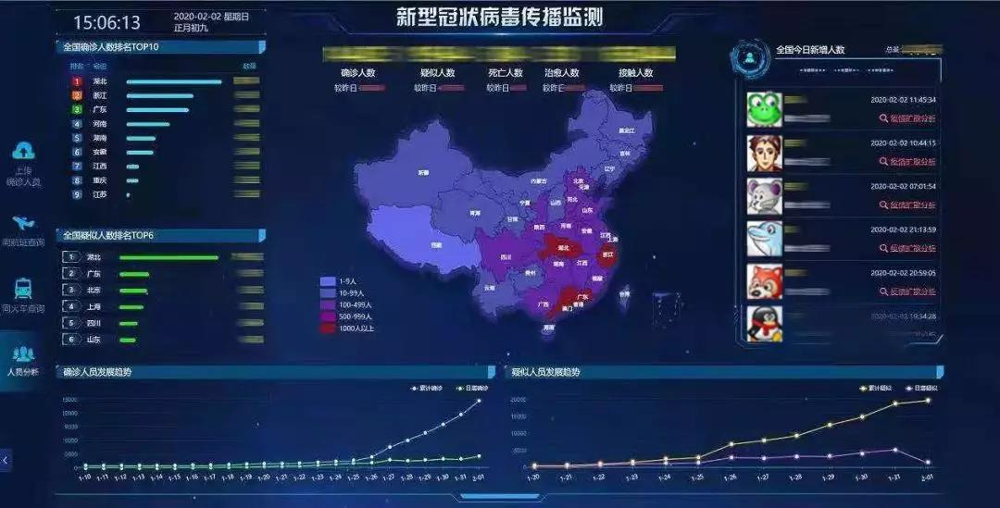 新型冠状病毒传播监测
15:06:13
2020-02-02 星期日
正月初九
全国确诊人数排名TOP10
排数 省组 数量
1 湖北
2 浙江
3 广东
4 河南
5 湖南
6 安徽
7 江西
8 重庆
9 江苏
全国疑似人数排名TOP6
1 湖北
2 广东
3 北京
4 上海
5 四川
6 山东
上传
确诊人员
同航班查询
同火车查询
人员分析
确诊人数 疑似人数 死亡人数 治愈人数 接触人数
较昨日 较昨日 较昨日 较昨日 较昨日
黑龙江
吉林
辽宁
新疆
内蒙古
北京
天津
河北
宁夏
山西
山东
青海
甘肃
陕西
河南
安徽
江苏
上海
西藏
四川
湖北
浙江
湖南
江西
贵州
福建
云南
广西
广东
台湾
香港
澳门
海南
1-9人
10-99人
100-499人
500-999人
1000人以上
全国今日新增人数
总量
2020-02-02 11:45:34
疫情扩散分析
2020-02-02 10:44:15
疫情扩散分析
2020-02-02 07:01:54
疫情扩散分析
2020-02-02 21:13:59
疫情扩散分析
2020-02-02 20:59:05
疫情扩散分析
19:34:28
确诊人员发展趋势
累计确诊 日增确诊
15000
12000
9000
6000
3000
0
1-10 1-11 1-12 1-13 1-14 1-15 1-16 1-17 1-18 1-19 1-20 1-21 1-22 1-23 1-24 1-25 1-26 1-27 1-28 1-29 1-30 1-31 2-01
疑似人员发展趋势
累计疑似 日增疑似
20000
15000
10000
5000
0
1-20 1-21 1-22 1-23 1-24 1-25 1-26 1-27 1-28 1-29 1-30 1-31 2-01